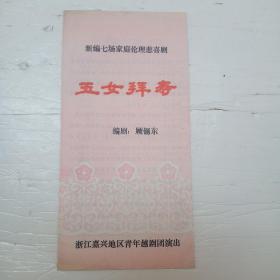 新编七场家庭伦理悲喜剧
五女拜寿
编剧：顾锡东
浙江嘉兴地区青年越剧团演出